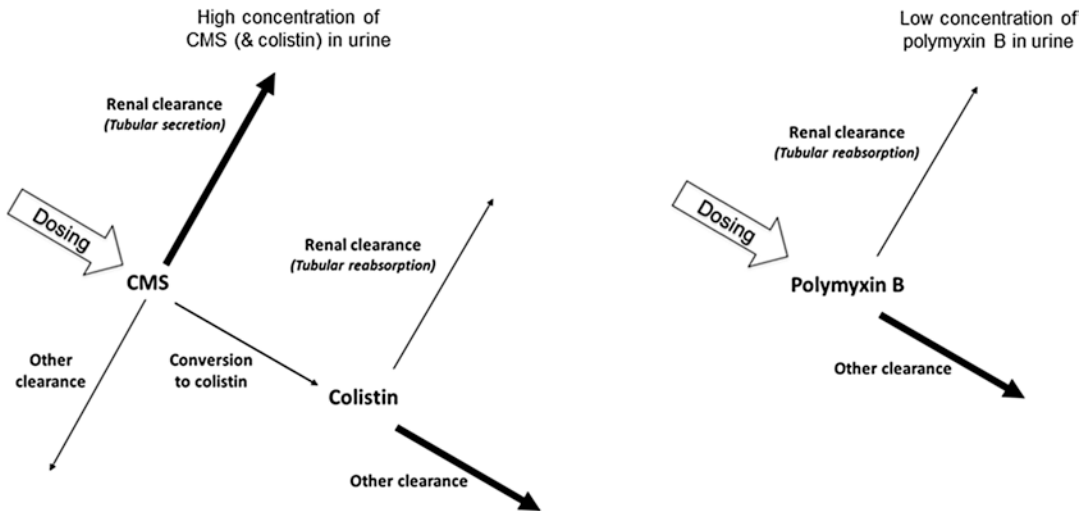 High concentration of
CMS (& colistin) in urine
Renal clearance
(Tubular secretion)
Dosing
CMS
Other
clearance
Conversion
to colistin
Renal clearance
(Tubular reabsorption)
Colistin
Other clearance
Low concentration of
polymyxin B in urine
Renal clearance
(Tubular reabsorption)
Dosing
Polymyxin B
Other clearance